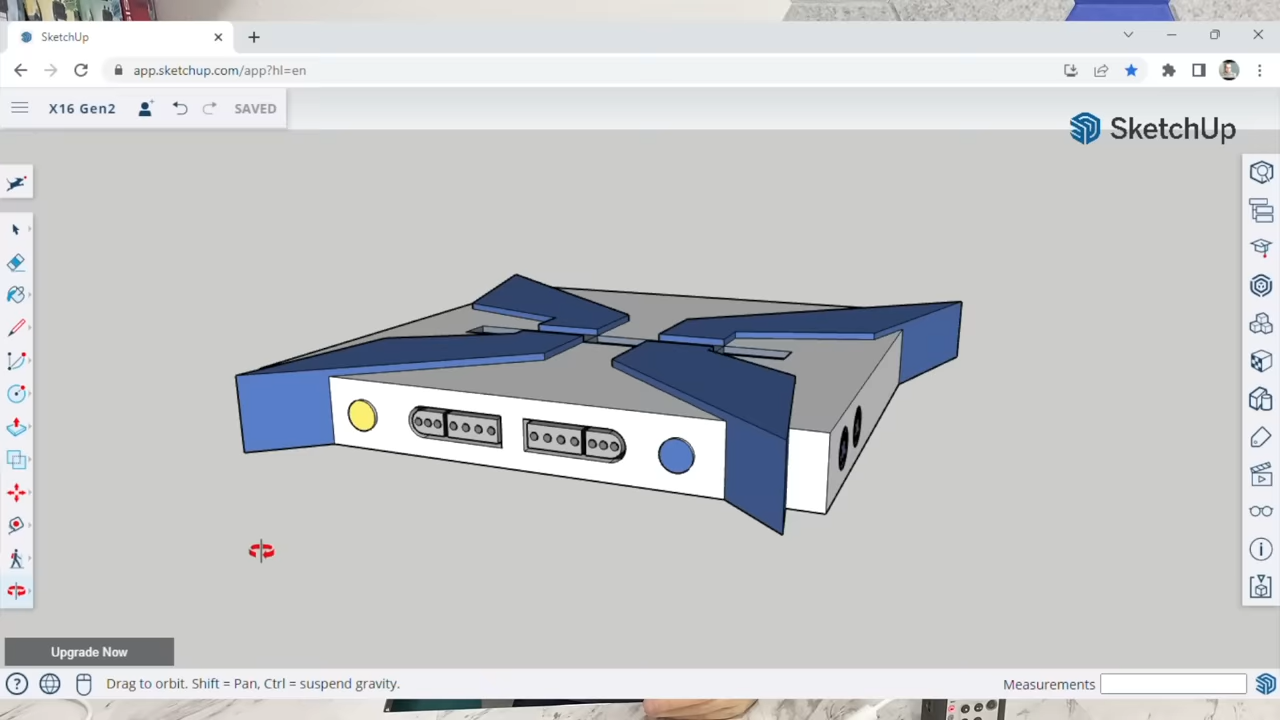 SketchUp
app.sketchup.com/app?hl=en
X16 Gen2
SAVED
SketchUp
Upgrade Now
Drag to orbit. Shift = Pan, Ctrl = suspend gravity.
Measurements